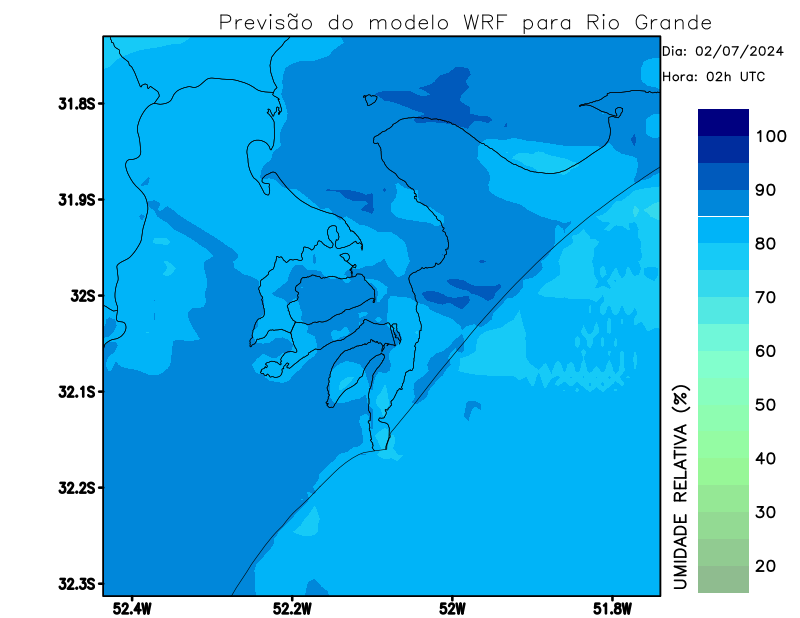 Previsão do modelo WRF para Rio Grande
Dia: 02/07/2024
Hora: 02h UTC
31.8S
31.9S
32S
32.1S
32.2S
32.3S
52.4W
52.2W
52W
51.8W
100
90
80
70
60
50
40
30
20
UMIDADE RELATIVA (%)